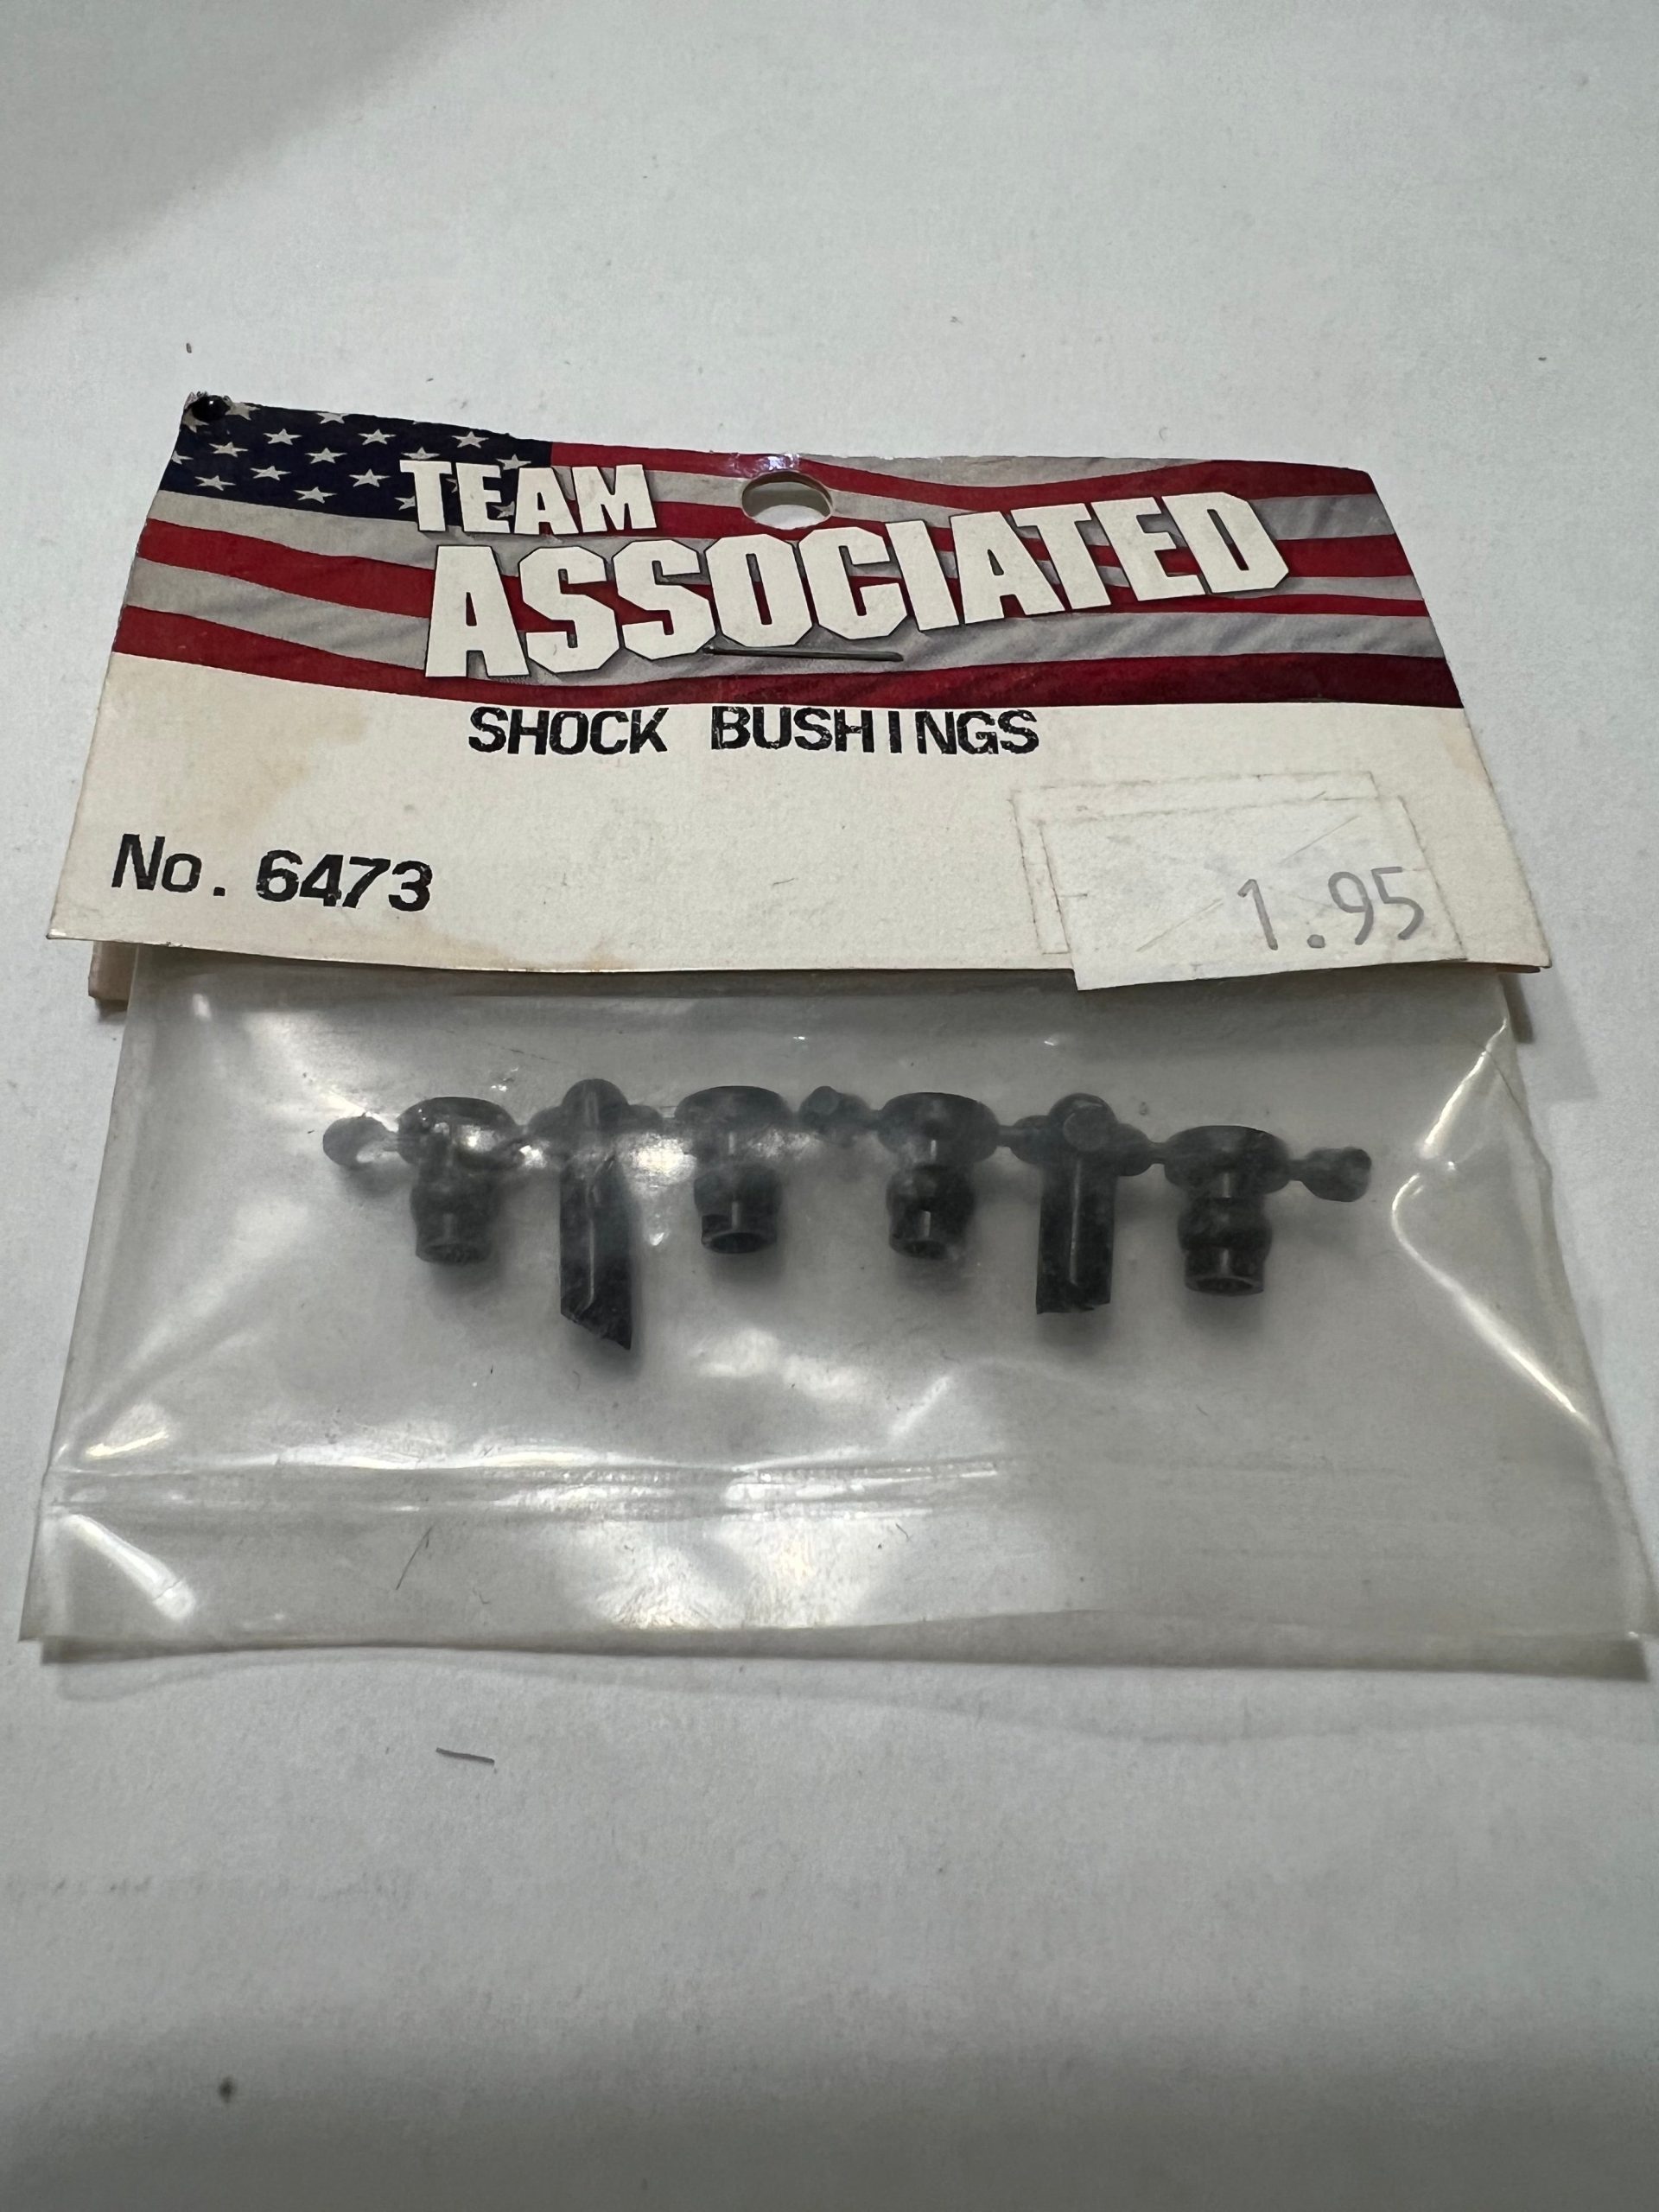 TEAM
ASSOCIATED
SHOCK BUSHINGS
No. 6473
1.95